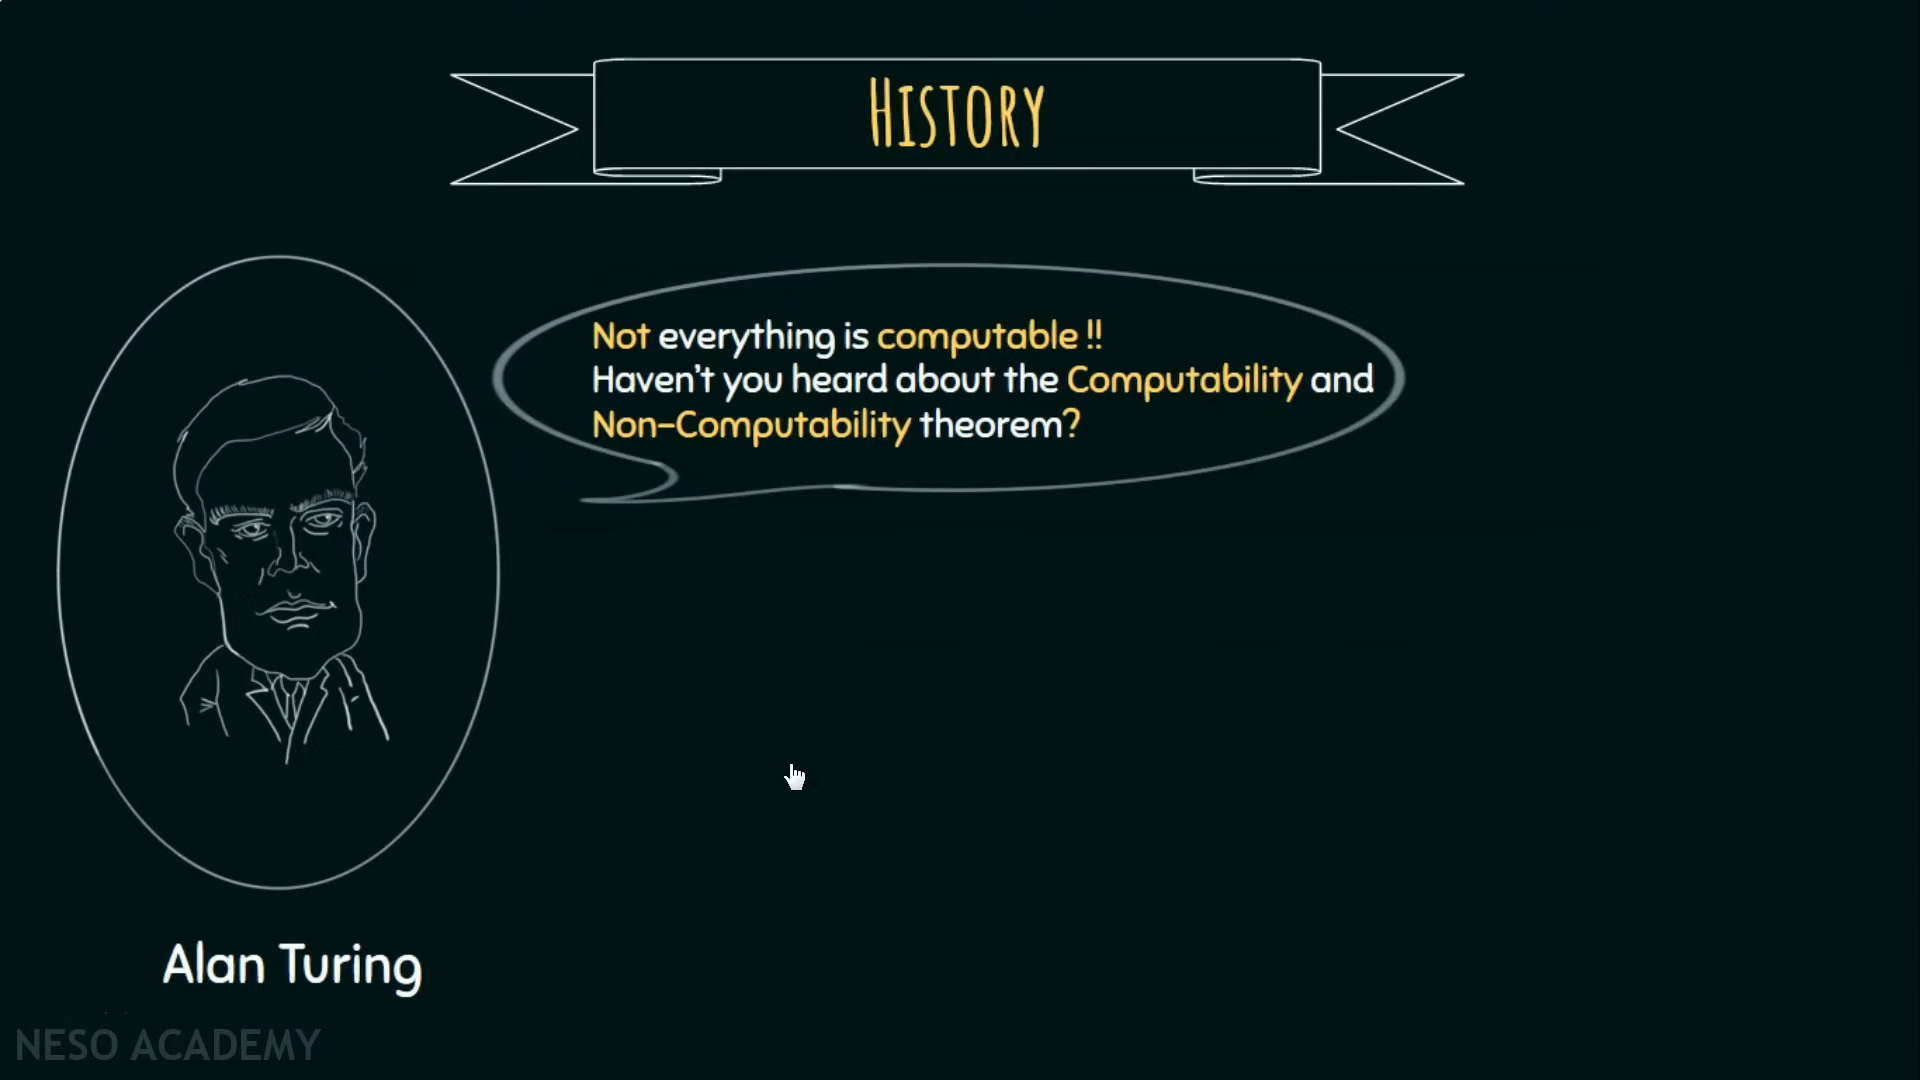 HISTORY
Not everything is computable !!
Haven't you heard about the Computability and
Non-Computability theorem?
Alan Turing
NESO ACADEMY